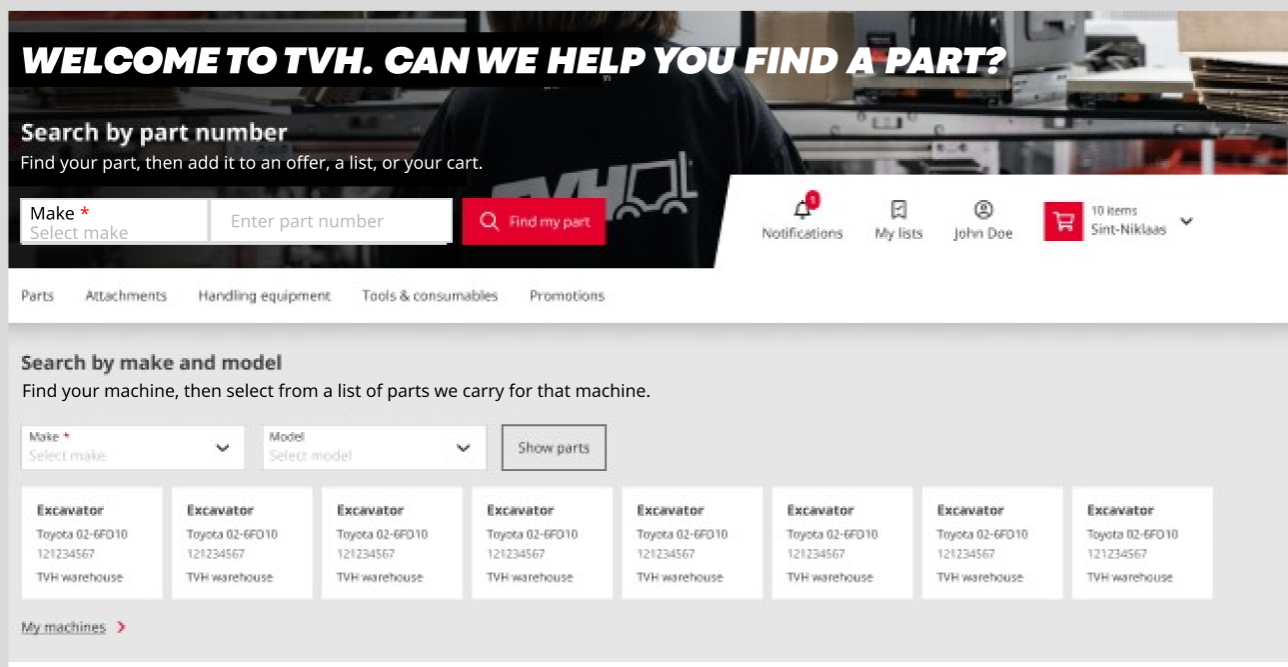 WELCOME TO TVH. CAN WE HELP YOU FIND A PART?
Search by part number
Find your part, then add it to an offer, a list, or your cart.
TVH
Make *
Select make
Enter part number
Find my part
1
Notifications
My lists
John Doe
10 items
Sint-Niklaas
Parts Attachments Handling equipment Tools & consumables Promotions
Search by make and model
Find your machine, then select from a list of parts we carry for that machine.
Make *
Select make
Model
Select model
Show parts
Excavator
Toyota 02-6FD10
121234567
TVH warehouse
Excavator
Toyota 02-6FD10
121234567
TVH warehouse
Excavator
Toyota 02-6FD10
121234567
TVH warehouse
Excavator
Toyota 02-6FD10
121234567
TVH warehouse
Excavator
Toyota 02-6FD10
121234567
TVH warehouse
Excavator
Toyota 02-6FD10
121234567
TVH warehouse
Excavator
Toyota 02-6FD10
121234567
TVH warehouse
Excavator
Toyota 02-6FD10
121234567
TVH warehouse
My machines